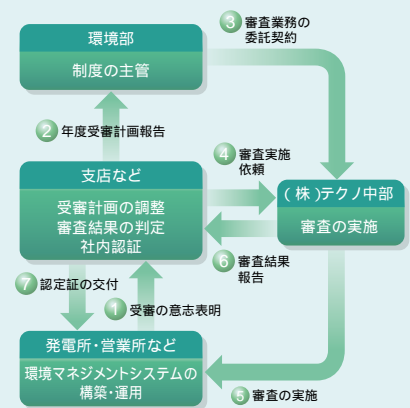 環境部
制度の主管
③ 審査業務の
委託契約
② 年度受審計画報告
④ 審査実施
依頼
支店など
受審計画の調整
審査結果の判定
社内認証
(株)テクノ中部
審査の実施
⑥ 審査結果
報告
⑦ 認定証の交付
① 受審の意志表明
発電所・営業所など
環境マネジメントシステムの
構築・運用
⑤ 審査の実施